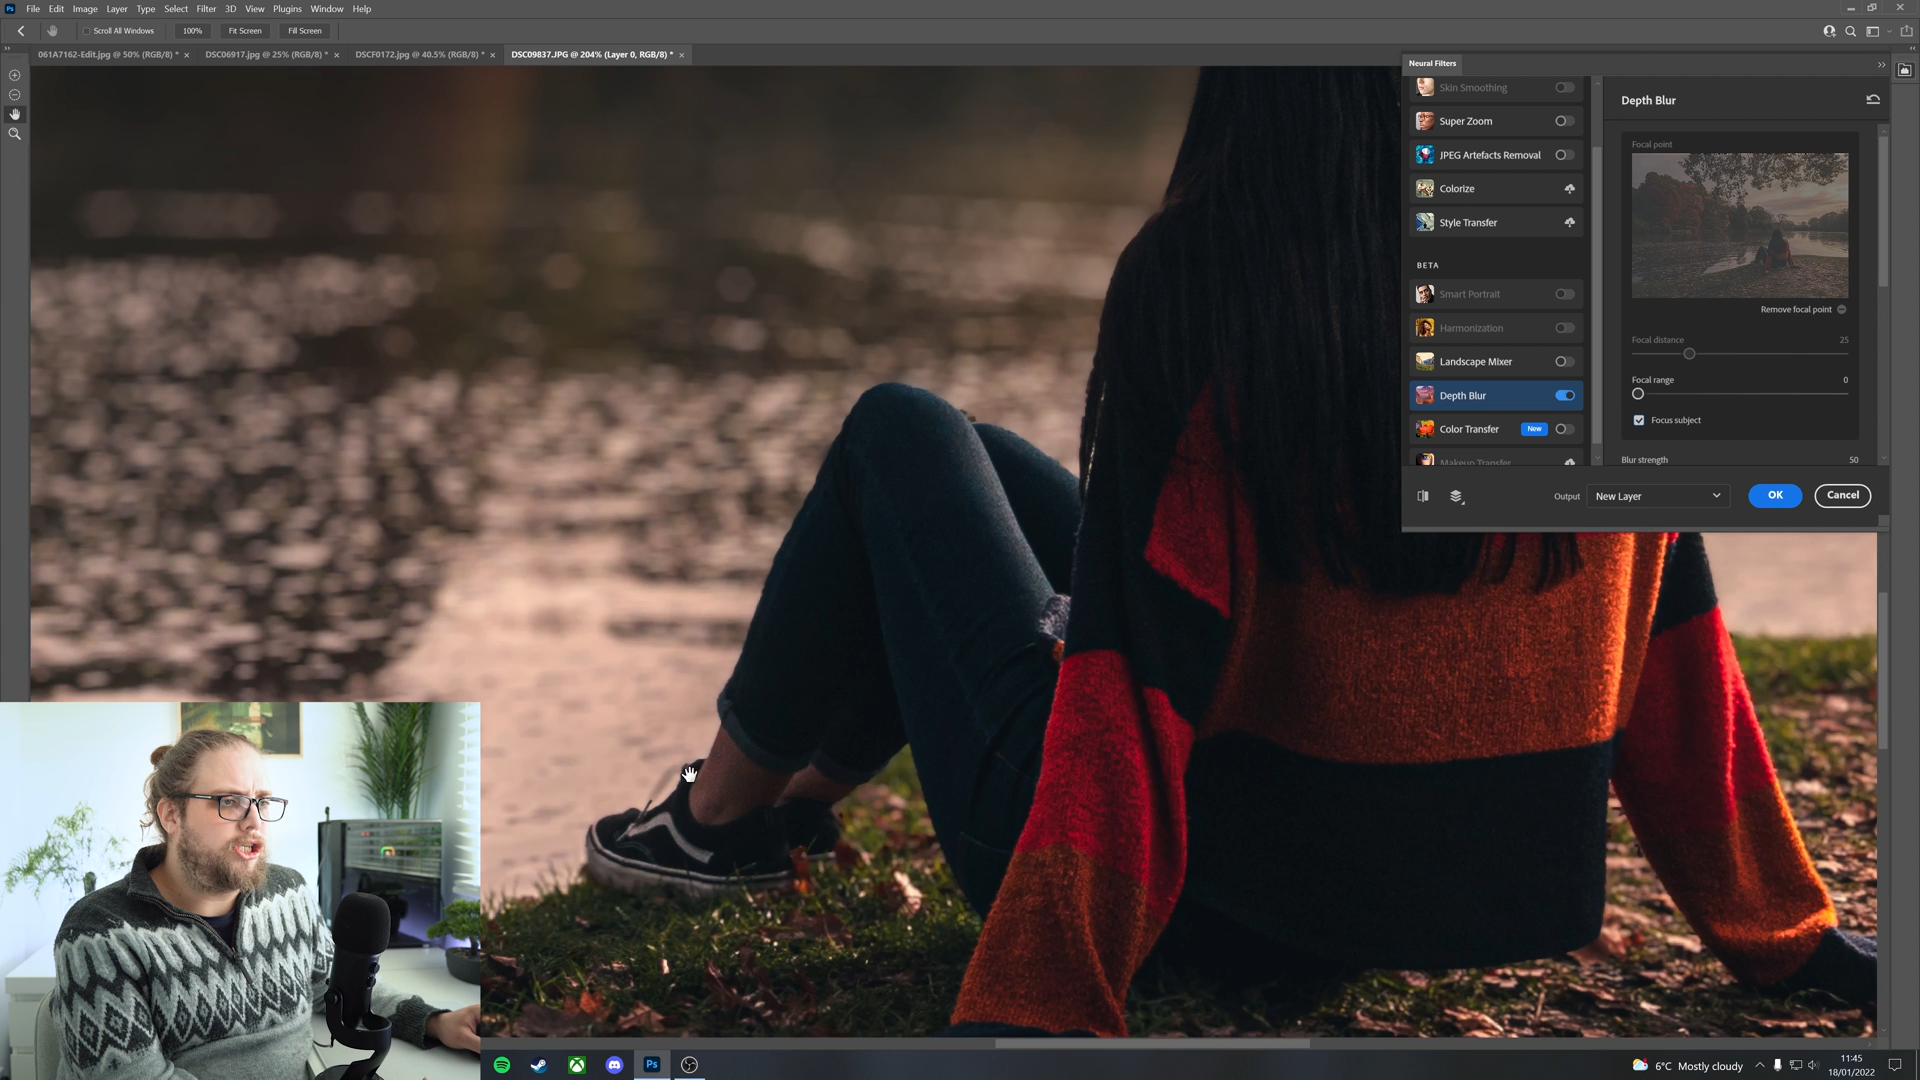 Ps File Edit Image Layer Type Select Filter 3D View Plugins Window Help
Scroll All Windows 100% Fit Screen Fill Screen
061A7162-Edit.jpg @ 50% (RGB/8) * DSC06917.jpg @ 25% (RGB/8) * DSCF0172.jpg @ 40.5% (RGB/8) * DSC09837.JPG @ 204% (Layer 0, RGB/8) *
Neural Filters
Skin Smoothing
Super Zoom
JPEG Artefacts Removal
Colorize
Style Transfer
BETA
Smart Portrait
Harmonization
Landscape Mixer
Depth Blur
Color Transfer New
Makeup Transfer
Depth Blur
Focal point
Remove focal point
Focal distance 25
Focal range 0
Focus subject
Blur strength 50
Output New Layer OK Cancel
Ps
6°C Mostly cloudy
11:45
18/01/2022